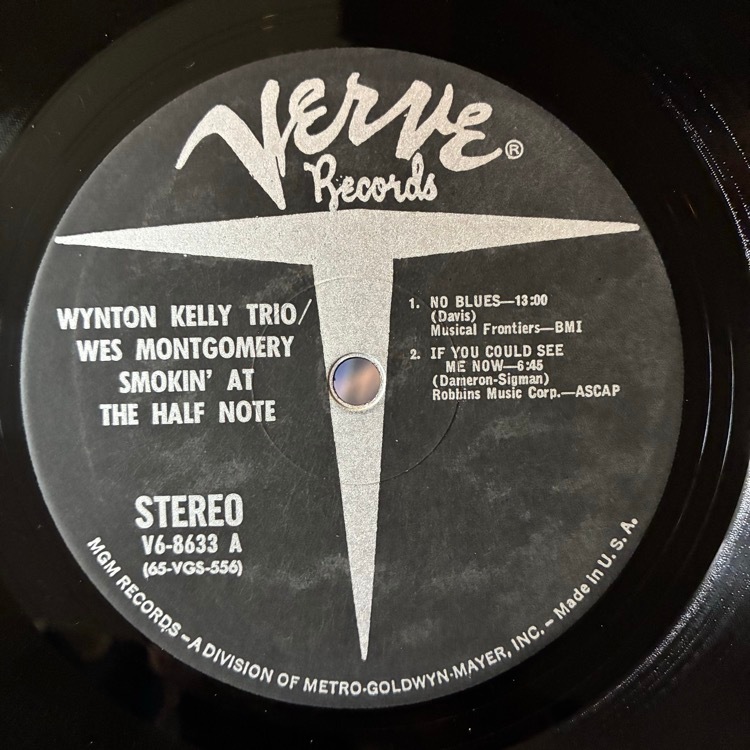 VERVE®
Records
WYNTON KELLY TRIO/
WES MONTGOMERY
SMOKIN' AT
THE HALF NOTE
1. NO BLUES—13:00
(Davis)
Musical Frontiers—BMI
2. IF YOU COULD SEE
ME NOW—6:45
(Dameron-Sigman)
Robbins Music Corp.—ASCAP
STEREO
V6-8633 A
(65-VGS-556)
MGM RECORDS – A DIVISION OF METRO-GOLDWYN-MAYER, INC. – Made in U. S. A.